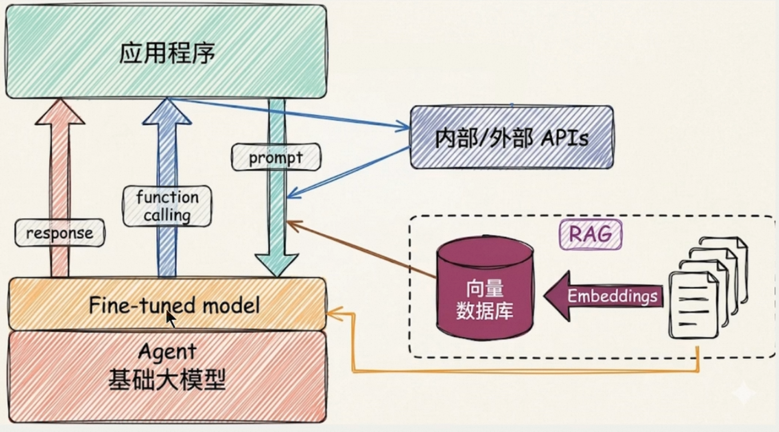 应用程序
内部/外部 APIs
prompt
function
calling
response
RAG
向量
数据库
Embeddings
Fine-tuned model
Agent
基础大模型